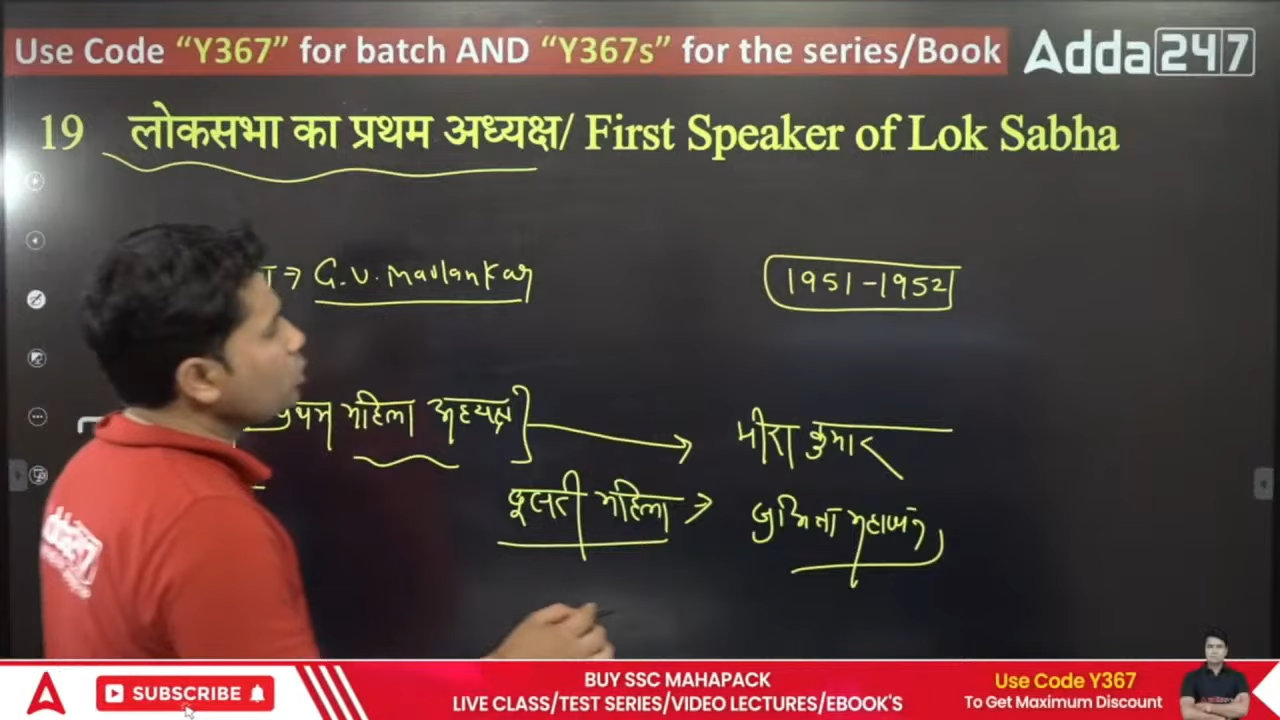 Use Code “Y367” for batch AND “Y367s” for the series/Book
Adda247
19 लोकसभा का प्रथम अध्यक्ष/ First Speaker of Lok Sabha
→ G.V. Mavlankar
1951-1952
महिला अध्यक्ष → मीरा कुमार
दूसरी महिला → सुमित्रा महाजन
SUBSCRIBE
BUY SSC MAHAPACK
LIVE CLASS/TEST SERIES/VIDEO LECTURES/EBOOK'S
Use Code Y367
To Get Maximum Discount